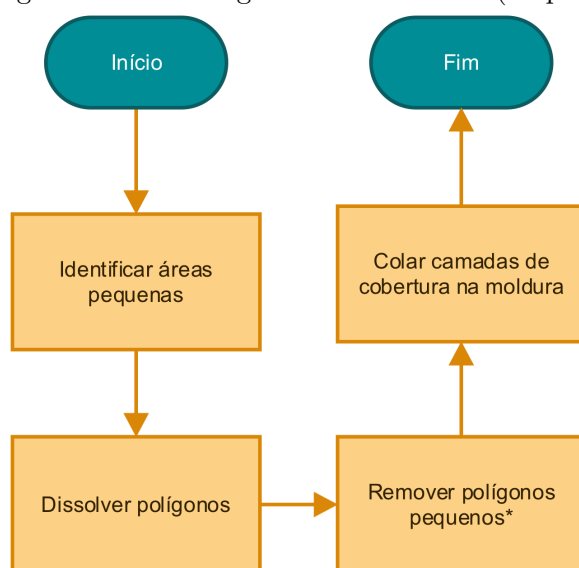 Início
Fim
Identificar áreas
pequenas
Colar camadas de
cobertura na moldura
Dissolver polígonos
Remover polígonos
pequenos*